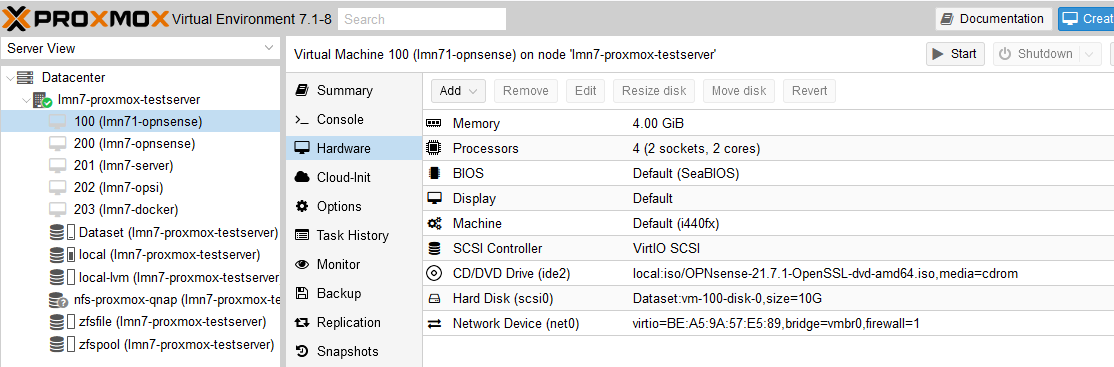 PROXMOX Virtual Environment 7.1-8 Search Documentation Creat
Server View
Datacenter
lmn7-proxmox-testserver
100 (lmn71-opnsense)
200 (lmn7-opnsense)
201 (lmn7-server)
202 (lmn7-opsi)
203 (lmn7-docker)
Dataset (lmn7-proxmox-testserver)
local (lmn7-proxmox-testserver)
local-lvm (lmn7-proxmox-testse
nfs-proxmox-qnap (lmn7-proxmox-te
zfsfile (lmn7-proxmox-testserver)
zfspool (lmn7-proxmox-testserver)
Virtual Machine 100 (lmn71-opnsense) on node 'lmn7-proxmox-testserver' Start Shutdown
Summary
Console
Hardware
Cloud-Init
Options
Task History
Monitor
Backup
Replication
Snapshots
Add Remove Edit Resize disk Move disk Revert
Memory 4.00 GiB
Processors 4 (2 sockets, 2 cores)
BIOS Default (SeaBIOS)
Display Default
Machine Default (i440fx)
SCSI Controller VirtIO SCSI
CD/DVD Drive (ide2) local:iso/OPNsense-21.7.1-OpenSSL-dvd-amd64.iso,media=cdrom
Hard Disk (scsi0) Dataset:vm-100-disk-0,size=10G
Network Device (net0) virtio=BE:A5:9A:57:E5:89,bridge=vmbr0,firewall=1